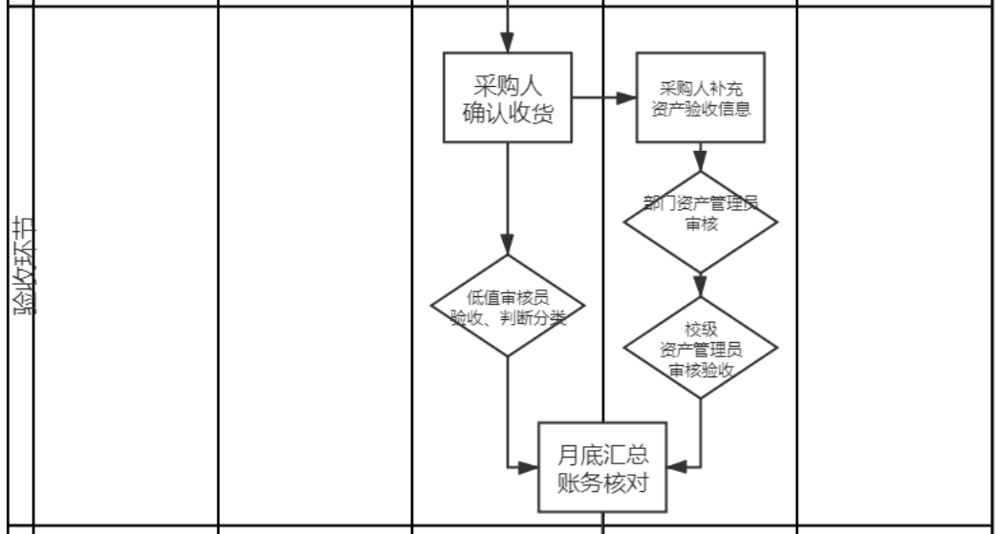 采购人
确认收货
采购人补充
资产验收信息
部门资产管理员
审核
验收环节
低值审核员
验收、判断分类
校级
资产管理员
审核验收
月底汇总
账务核对